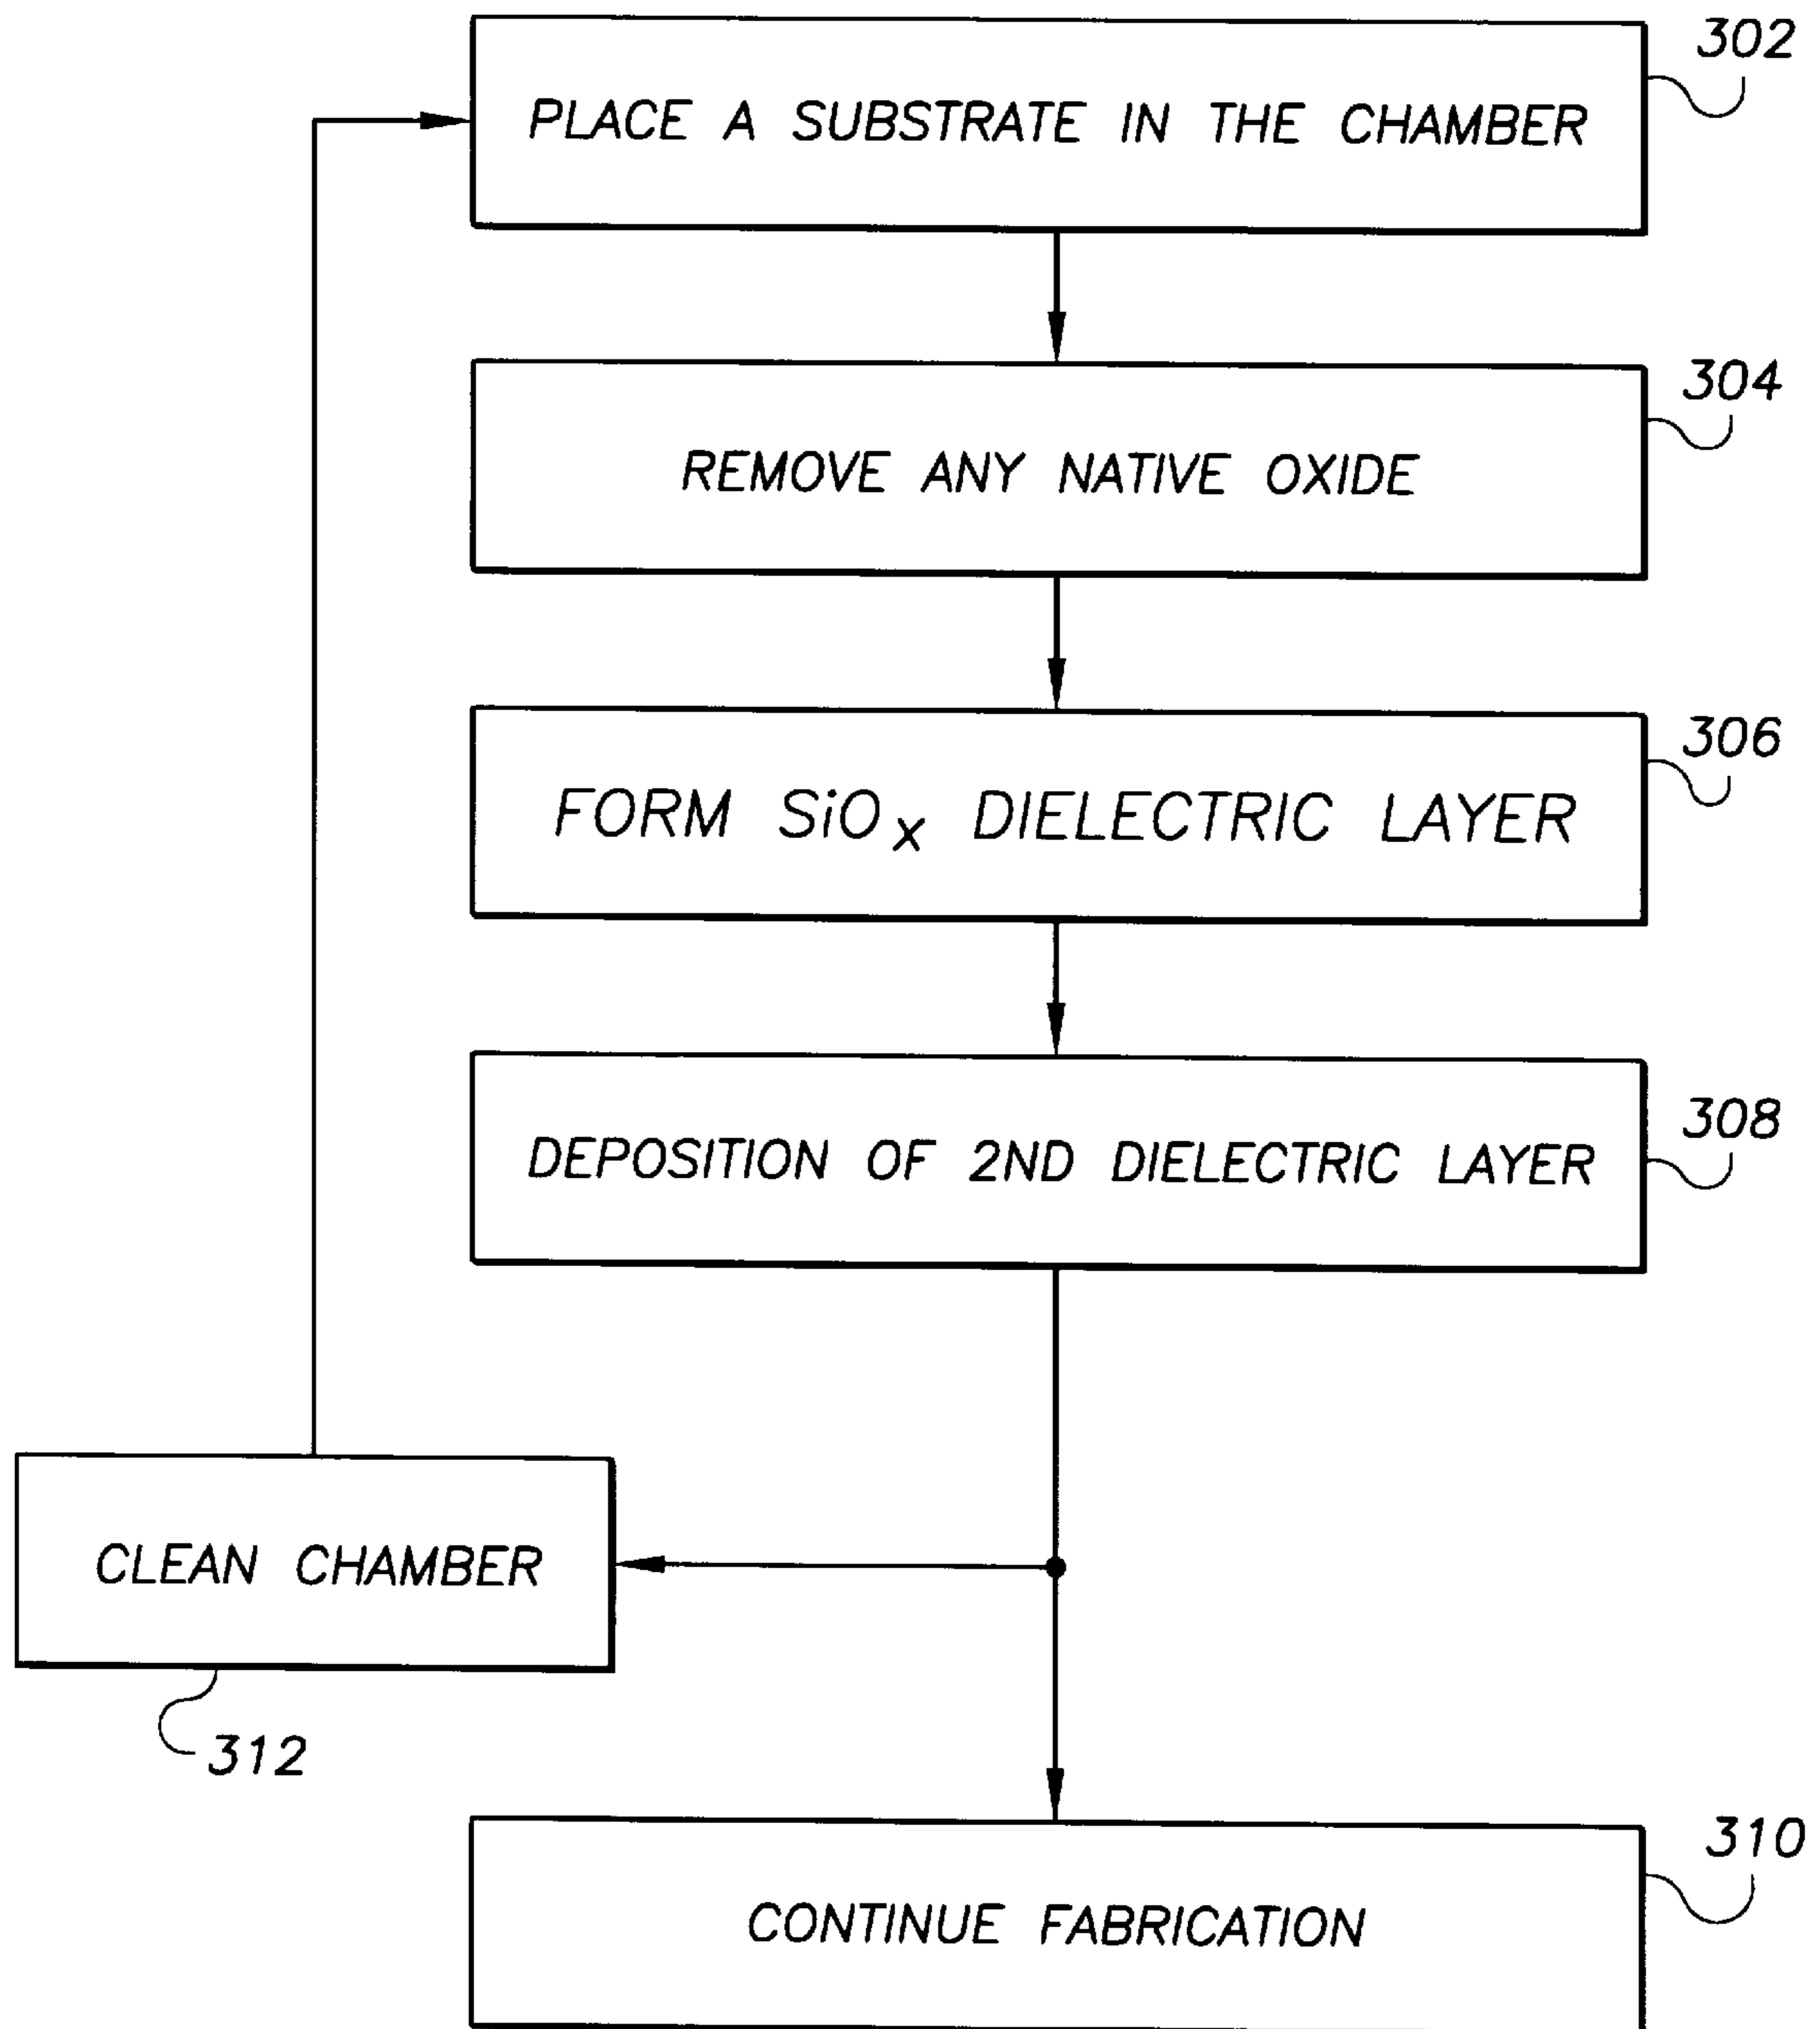 302
PLACE A SUBSTRATE IN THE CHAMBER
304
REMOVE ANY NATIVE OXIDE
306
FORM SiOₓ DIELECTRIC LAYER
308
DEPOSITION OF 2ND DIELECTRIC LAYER
CLEAN CHAMBER
312
310
CONTINUE FABRICATION